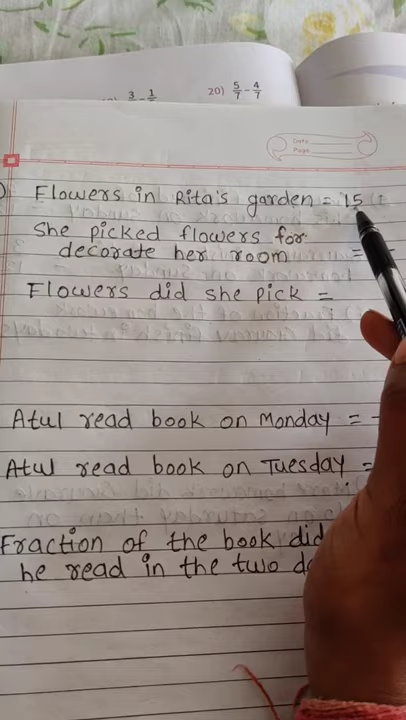 20) 5/7 - 4/7
3/ - 1/
Date
Page
) Flowers in Rita's garden = 15
She picked flowers for
decorate her room =
Flowers did she pick =
Atul read book on Monday =
Atul read book on Tuesday =
Fraction of the book did
he read in the two d